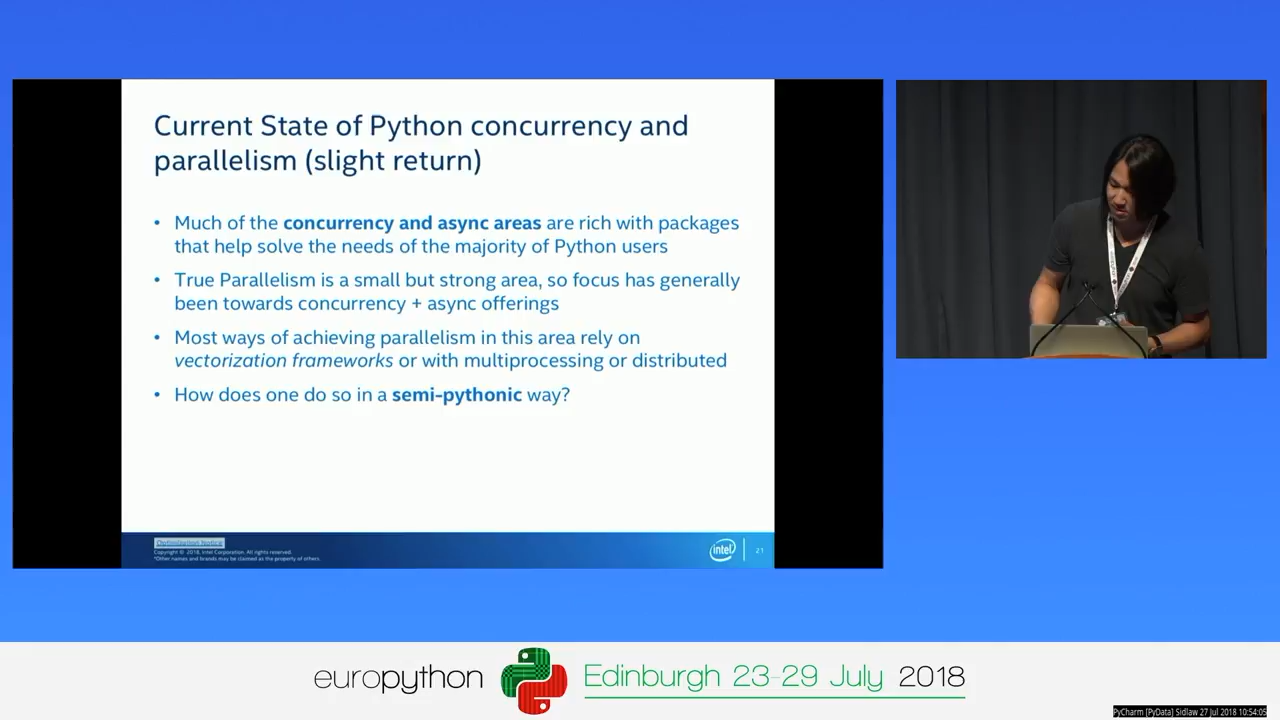 Current State of Python concurrency and
parallelism (slight return)
• Much of the concurrency and async areas are rich with packages
that help solve the needs of the majority of Python users
• True Parallelism is a small but strong area, so focus has generally
been towards concurrency + async offerings
• Most ways of achieving parallelism in this area rely on
vectorization frameworks or with multiprocessing or distributed
• How does one do so in a semi-pythonic way?
Optimization Notice
Copyright © 2018, Intel Corporation. All rights reserved.
*Other names and brands may be claimed as the property of others.
intel
21
europython
Edinburgh 23-29 July 2018
PyCharm [PyData] Sidlaw 27 Jul 2018 10:54:05